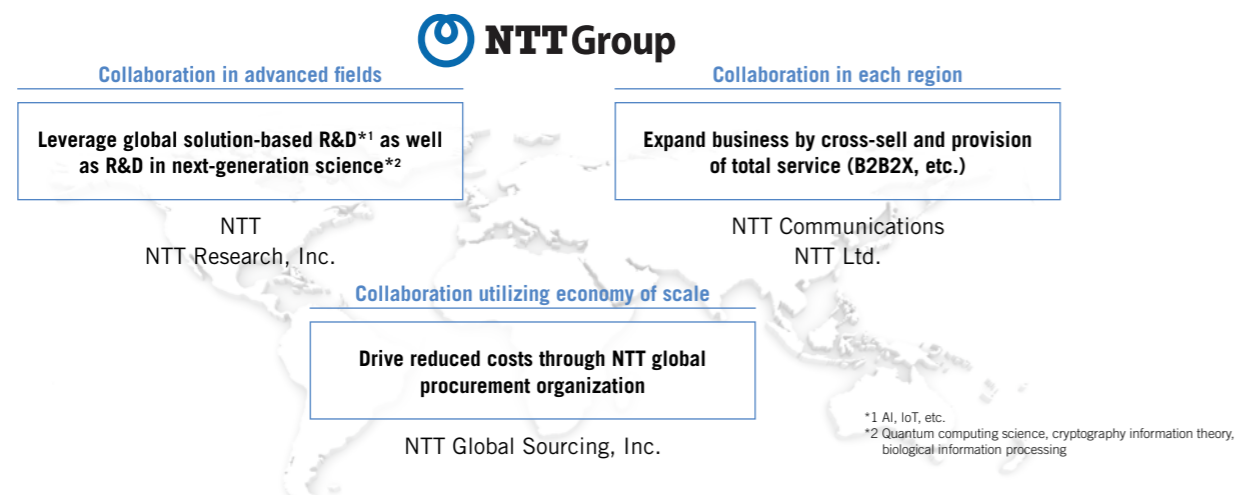 NTT Group
Collaboration in advanced fields
Leverage global solution-based R&D*1 as well
as R&D in next-generation science*2
NTT
NTT Research, Inc.
Collaboration in each region
Expand business by cross-sell and provision
of total service (B2B2X, etc.)
NTT Communications
NTT Ltd.
Collaboration utilizing economy of scale
Drive reduced costs through NTT global
procurement organization
NTT Global Sourcing, Inc.
*1 AI, IoT, etc.
*2 Quantum computing science, cryptography information theory,
biological information processing